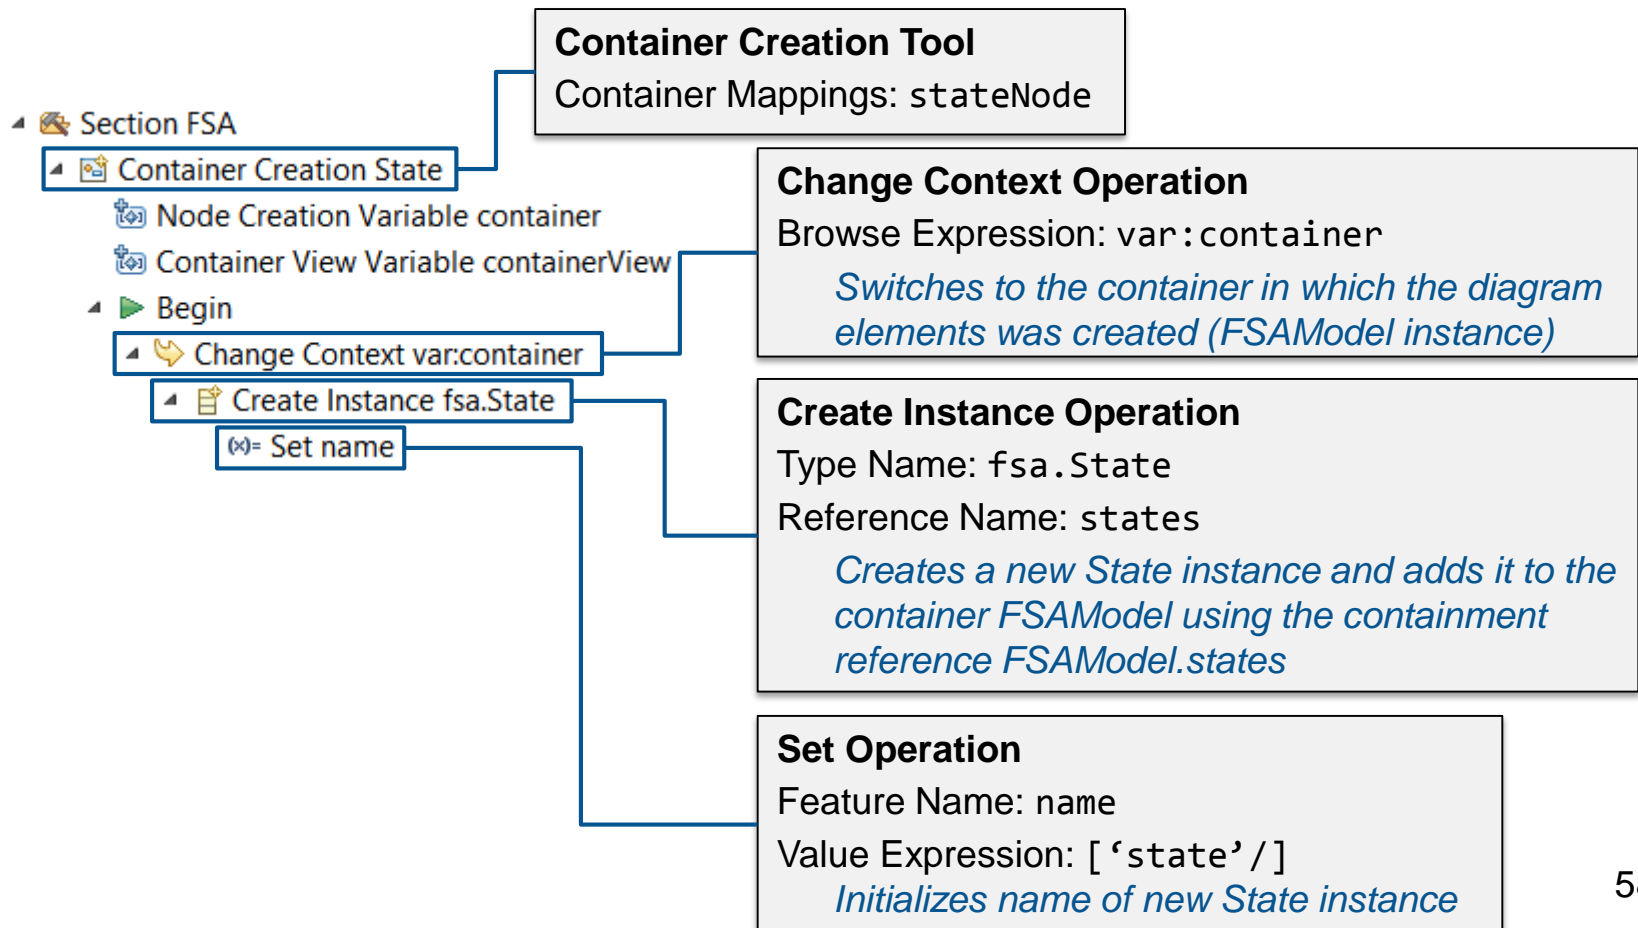 Container Creation Tool
Container Mappings: stateNode
Section FSA
Container Creation State
Node Creation Variable container
Container View Variable containerView
Begin
Change Context var:container
Create Instance fsa.State
(x)= Set name
Change Context Operation
Browse Expression: var:container
Switches to the container in which the diagram
elements was created (FSAModel instance)
Create Instance Operation
Type Name: fsa.State
Reference Name: states
Creates a new State instance and adds it to the
container FSAModel using the containment
reference FSAModel.states
Set Operation
Feature Name: name
Value Expression: [‘state’/]
Initializes name of new State instance